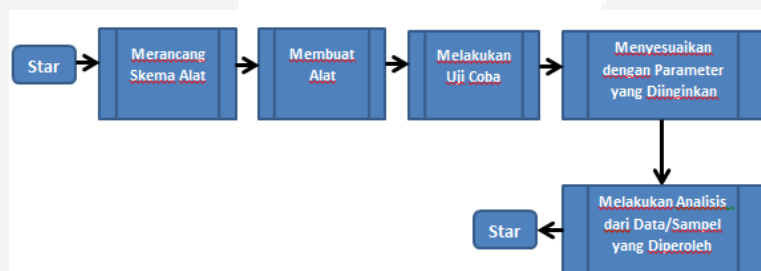 Star
Merancang
Skema Alat
Membuat
Alat
Melakukan
Uji Coba
Menyesuaikan
dengan Parameter
yang Diinginkan
Melakukan Analisis
dari Data/Sampel
yang Diperoleh
Star